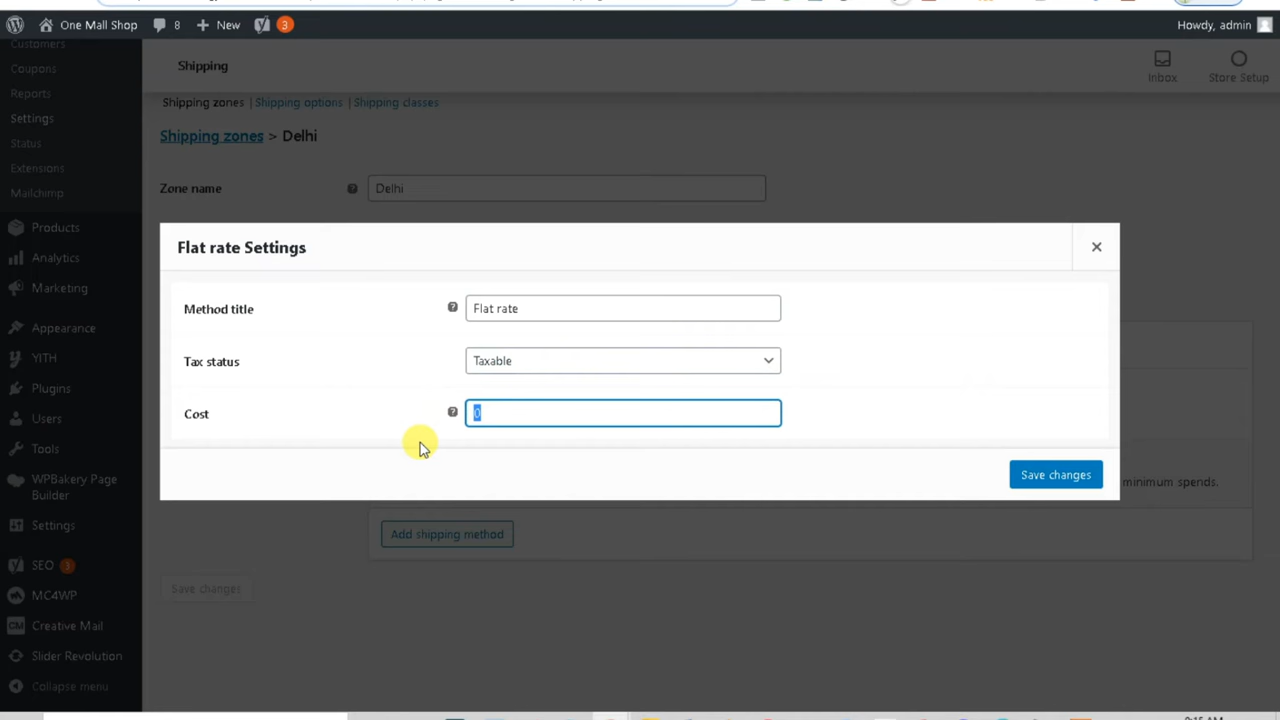 One Mall Shop
8
New
3
Howdy, admin
Customers
Coupons
Reports
Settings
Status
Extensions
Mailchimp
Products
Analytics
Marketing
Appearance
YITH
Plugins
Users
Tools
WPBakery Page
Builder
Settings
SEO 3
MC4WP
CM Creative Mail
Slider Revolution
Collapse menu
Shipping
Inbox
Store Setup
Shipping zones | Shipping options | Shipping classes
Shipping zones > Delhi
Zone name
Delhi
Flat rate Settings
Method title
Flat rate
Tax status
Taxable
Cost
0
Save changes
minimum spends.
Add shipping method
Save changes